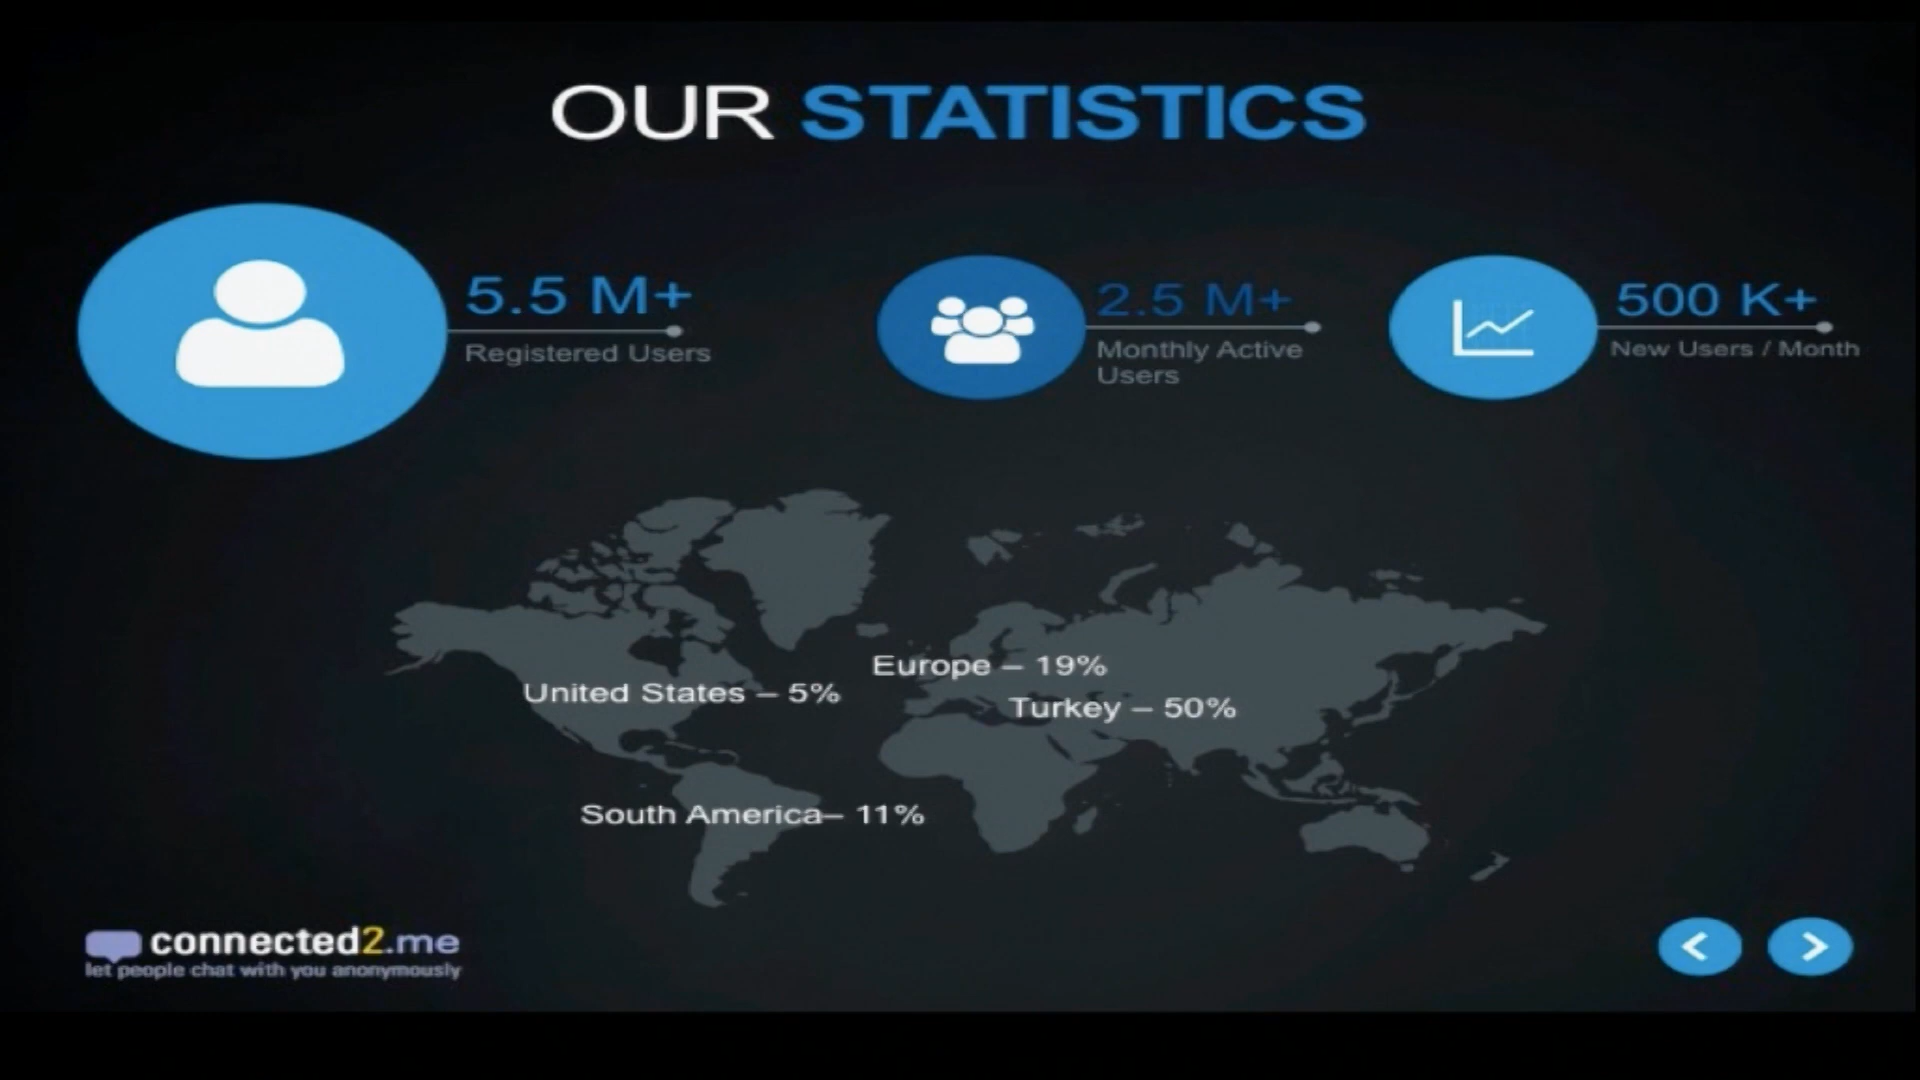 OUR STATISTICS
5.5 M+
Registered Users
2.5 M+
Monthly Active
Users
500 K+
New Users / Month
Europe – 19%
United States – 5%
Turkey – 50%
South America– 11%
connected2.me
let people chat with you anonymously